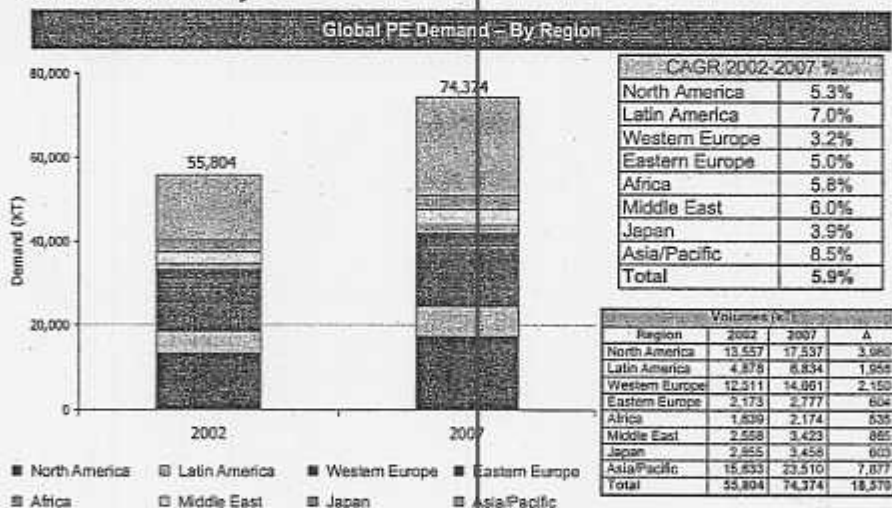 Global PE Demand – By Region
80,000
60,000
40,000
20,000
0
Demand (KT)
55,804
74,374
2002
2007
North America Latin America Western Europe Eastern Europe
Africa Middle East Japan Asia/Pacific
CAGR 2002-2007 %
North America 5.3%
Latin America 7.0%
Western Europe 3.2%
Eastern Europe 5.0%
Africa 5.8%
Middle East 6.0%
Japan 3.9%
Asia/Pacific 8.5%
Total 5.9%
Volumes (kT)
Region 2002 2007 Δ
North America 13,557 17,537 3,980
Latin America 4,878 6,834 1,956
Western Europe 12,511 14,661 2,150
Eastern Europe 2,173 2,777 604
Africa 1,639 2,174 535
Middle East 2,558 3,423 865
Japan 2,855 3,458 603
Asia/Pacific 15,633 23,510 7,877
Total 55,804 74,374 18,570